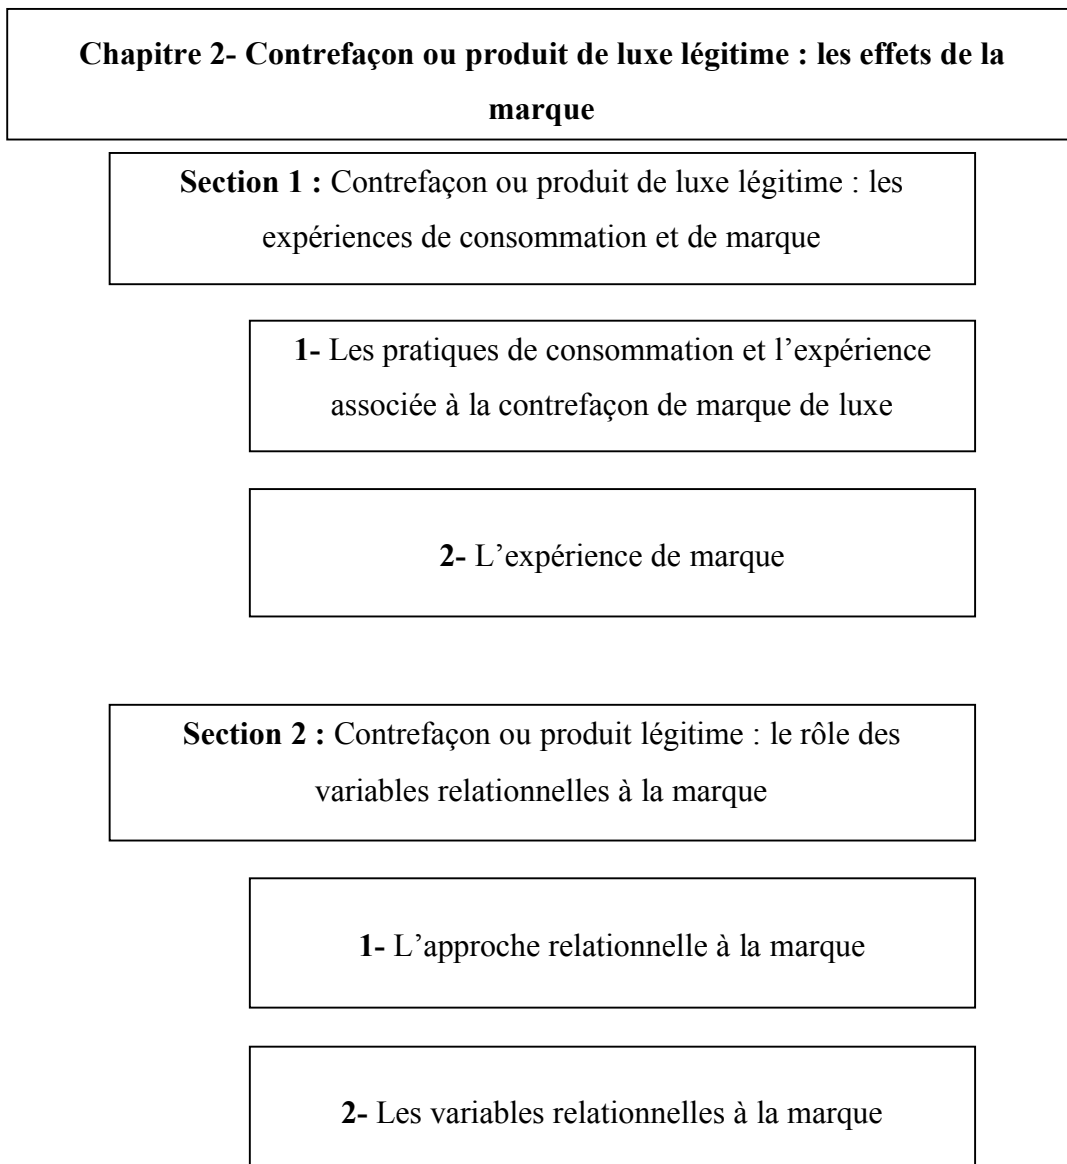 Chapitre 2- Contrefaçon ou produit de luxe légitime : les effets de la
marque
Section 1 : Contrefaçon ou produit de luxe légitime : les
expériences de consommation et de marque
1- Les pratiques de consommation et l’expérience
associée à la contrefaçon de marque de luxe
2- L’expérience de marque
Section 2 : Contrefaçon ou produit légitime : le rôle des
variables relationnelles à la marque
1- L’approche relationnelle à la marque
2- Les variables relationnelles à la marque